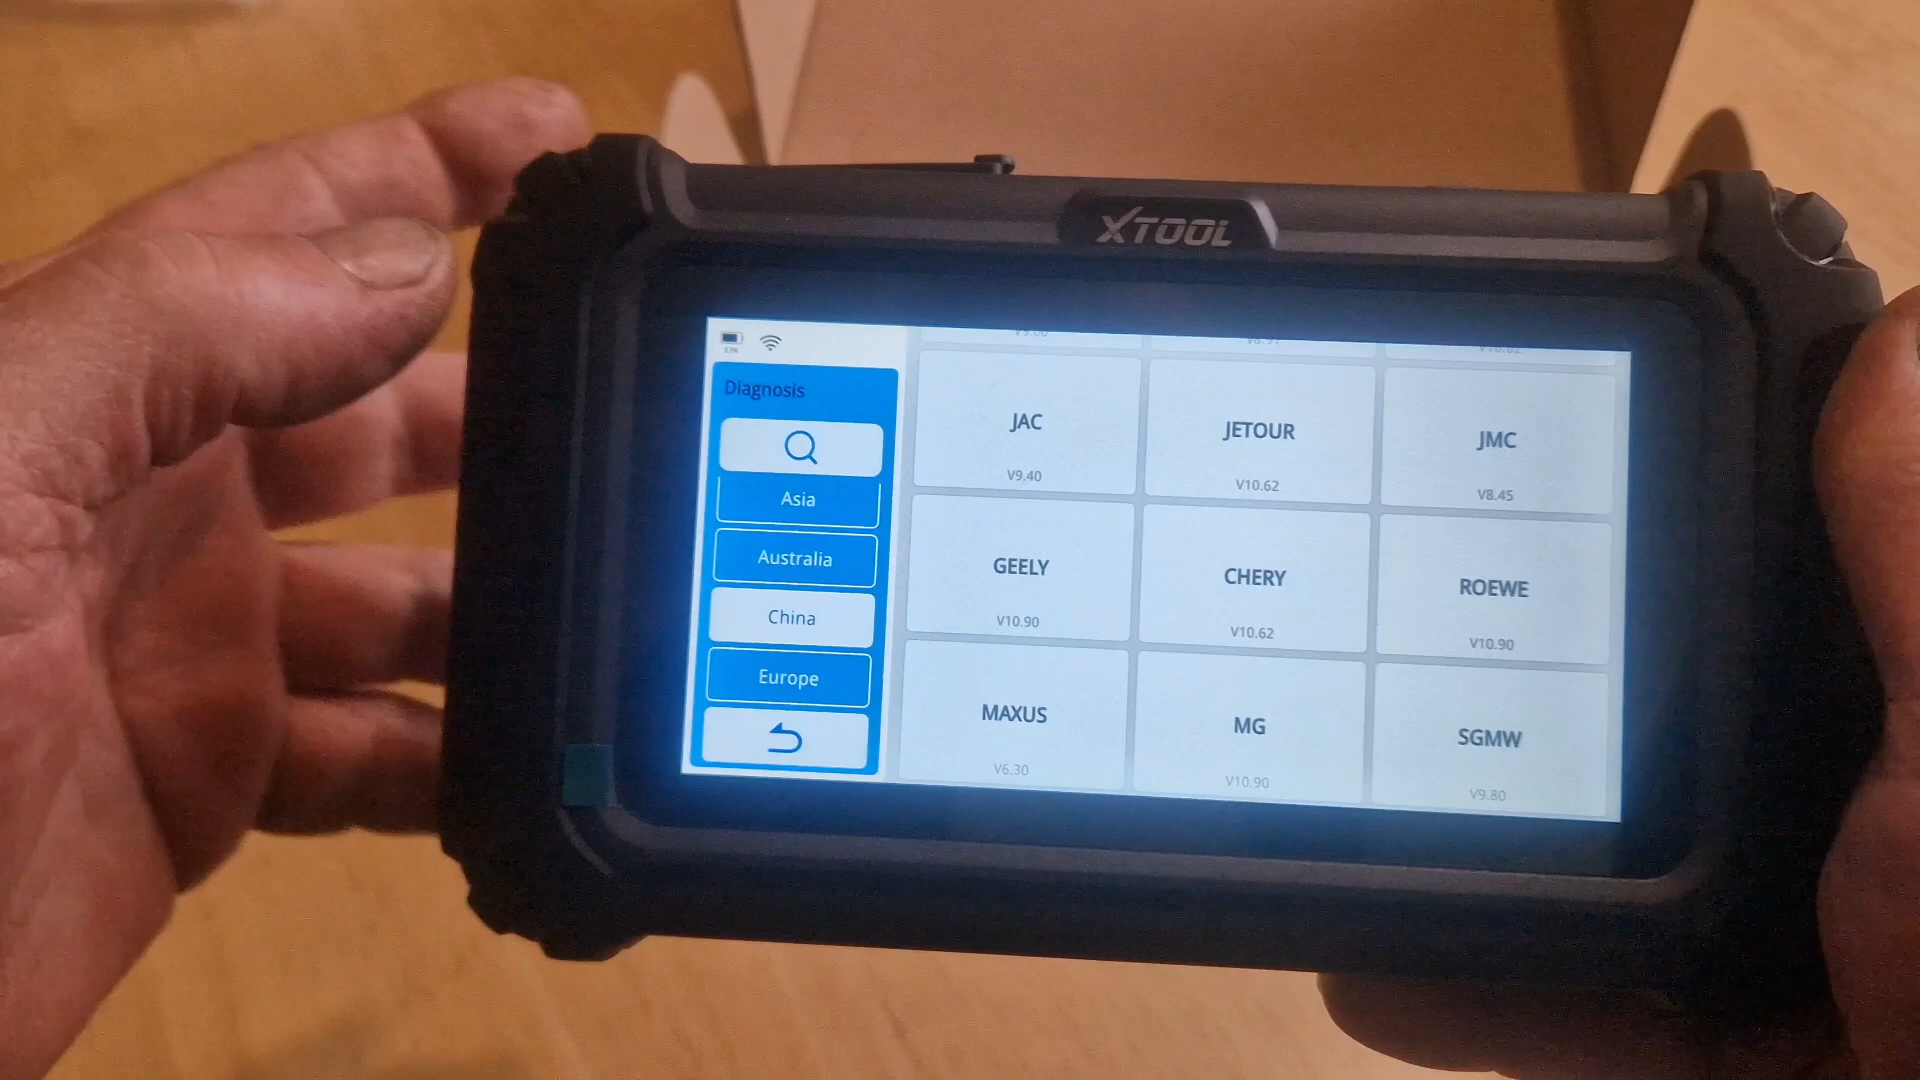 XTOOL
Diagnosis
Asia
Australia
China
Europe
JAC
V9.40
JETOUR
V10.62
JMC
V8.45
GEELY
V10.90
CHERY
V10.62
ROEWE
V10.90
MAXUS
V6.30
MG
V10.90
SGMW
V9.80